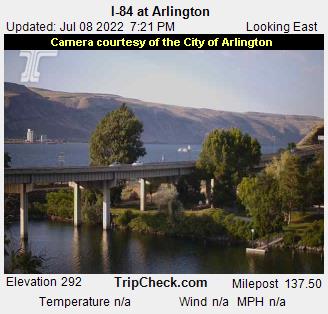 I-84 at Arlington
Updated: Jul 08 2022 7:21 PM Looking East
Camera courtesy of the City of Arlington
Elevation 292 TripCheck.com Milepost 137.50
Temperature n/a Wind n/a MPH n/a